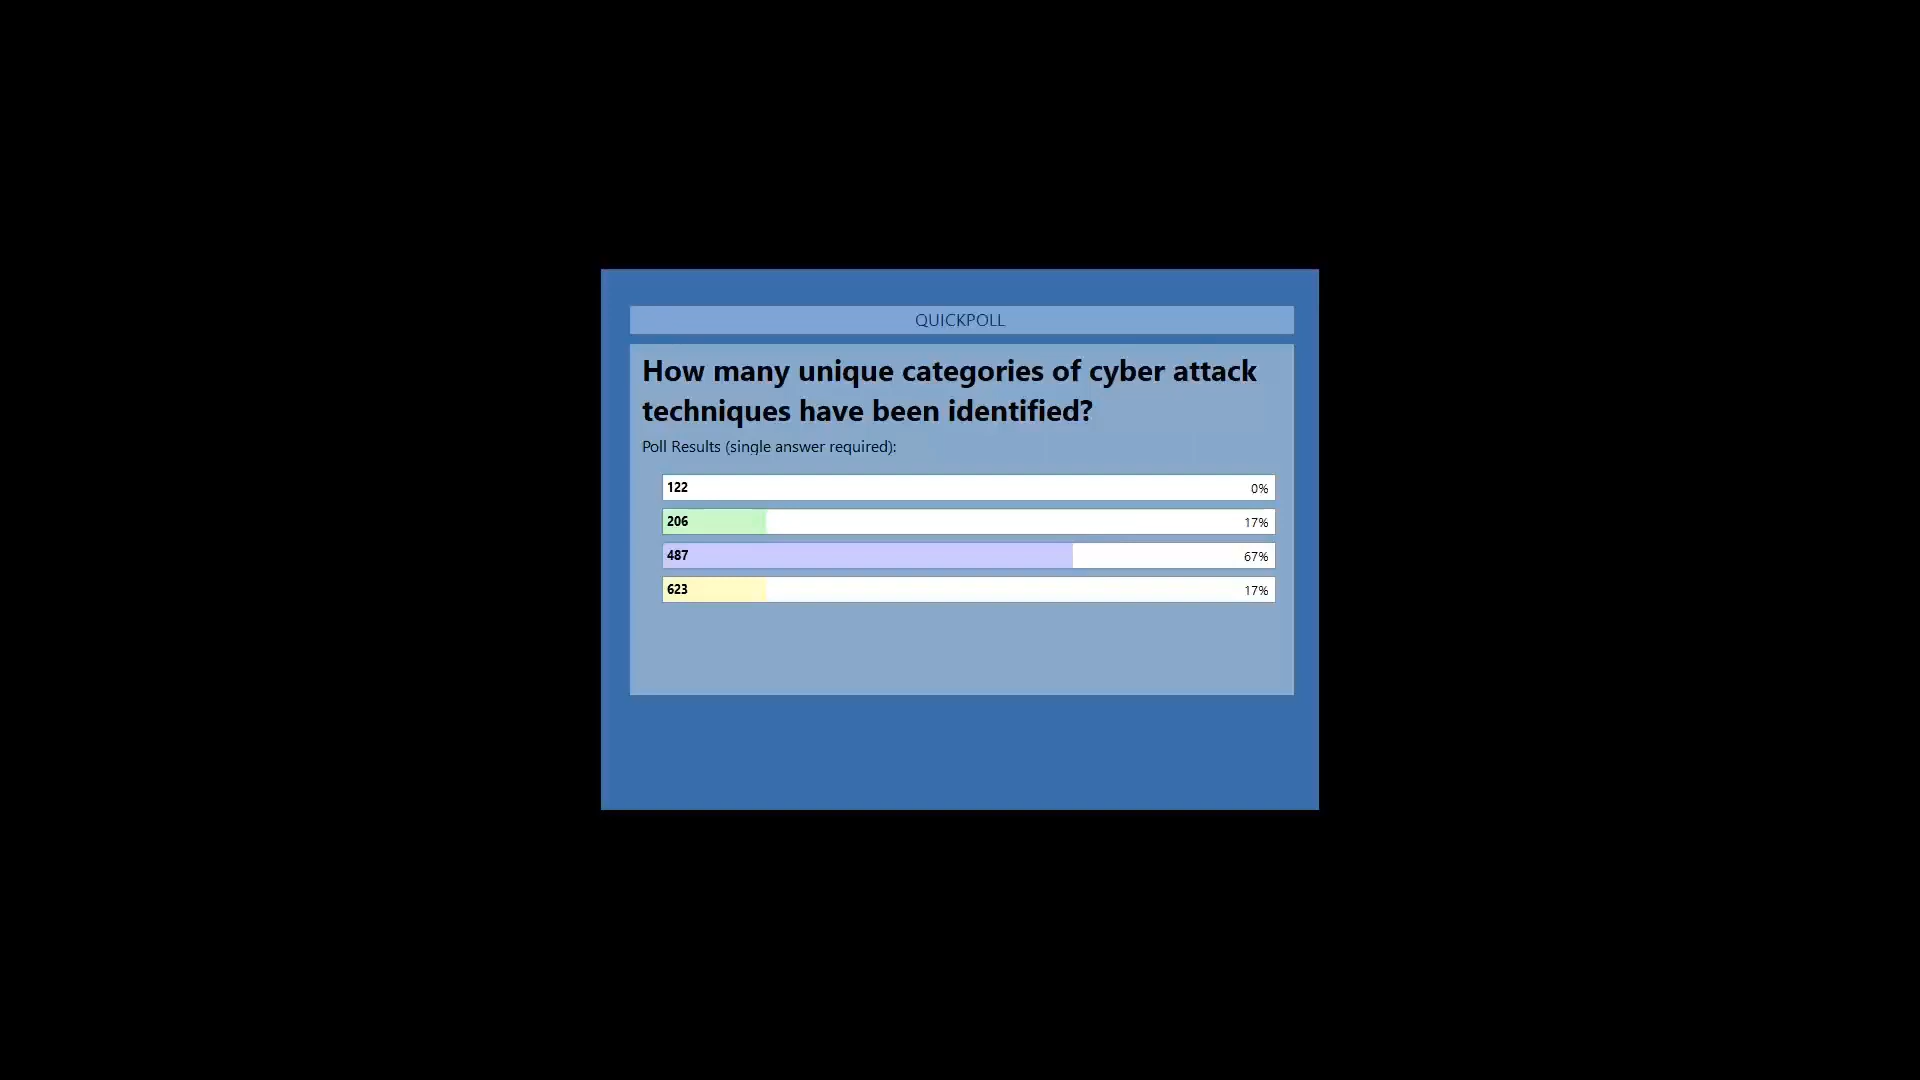 QUICKPOLL
How many unique categories of cyber attack
techniques have been identified?
Poll Results (single answer required):
122 0%
206 17%
487 67%
623 17%